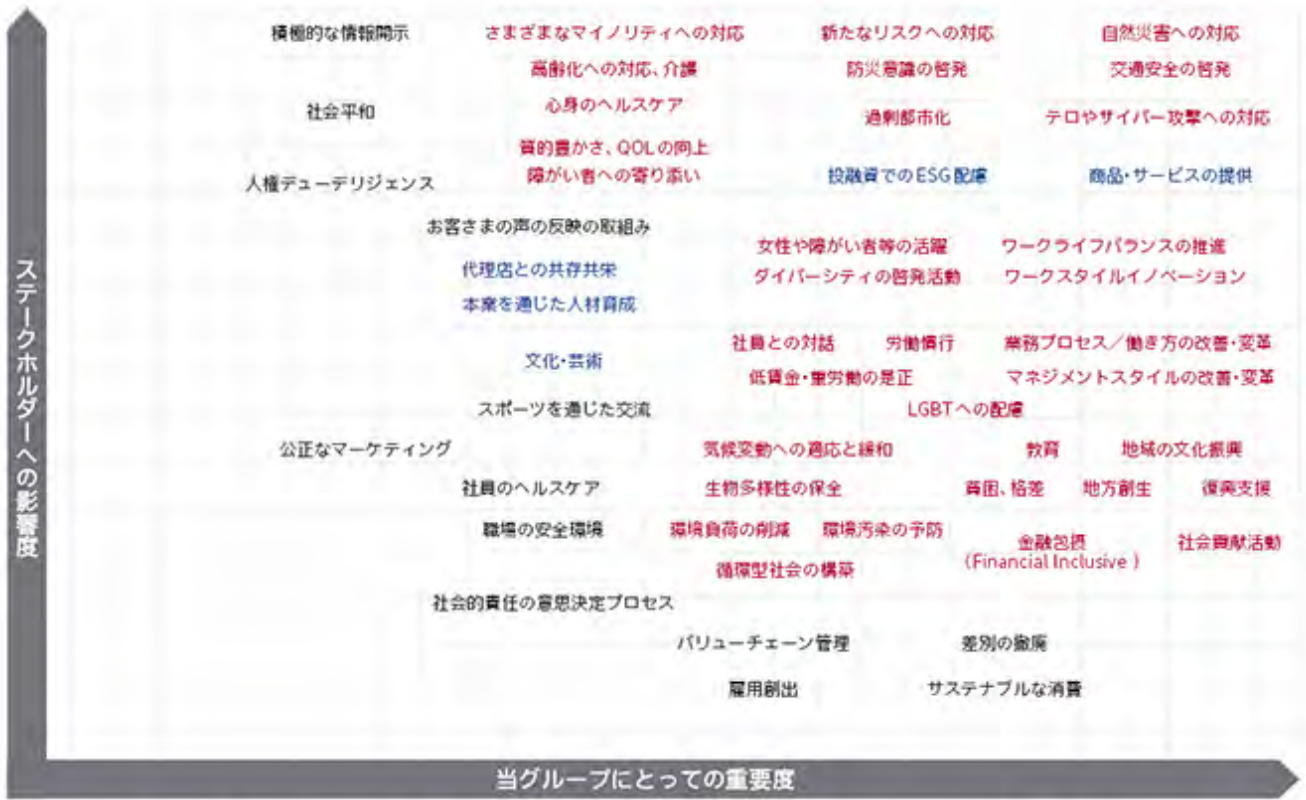 積極的な情報開示 さまざまなマイノリティへの対応 新たなリスクへの対応 自然災害への対応
高齢化への対応、介護 防災意識の啓発 交通安全の啓発
社会平和 心身のヘルスケア 過剰都市化 テロやサイバー攻撃への対応
質的豊かさ、QOLの向上
人権デューデリジェンス 障がい者への寄り添い 投融資でのESG配慮 商品・サービスの提供
お客さまの声の反映の取組み
女性や障がい者等の活躍 ワークライフバランスの推進
代理店との共存共栄 ダイバーシティの啓発活動 ワークスタイルイノベーション
本業を通じた人材育成
社員との対話 労働慣行 業務プロセス／働き方の改善・変革
文化・芸術
低賃金・重労働の是正 マネジメントスタイルの改善・変革
スポーツを通じた交流 LGBTへの配慮
公正なマーケティング 気候変動への適応と緩和 教育 地域の文化振興
社員のヘルスケア 生物多様性の保全 貧困、格差 地方創生 復興支援
職場の安全環境 環境負荷の削減 環境汚染の予防
金融包摂 社会貢献活動
(Financial Inclusive )
循環型社会の構築
社会的責任の意思決定プロセス
バリューチェーン管理 差別の撤廃
雇用創出 サステナブルな消費
ステークホルダーへの影響度
当グループにとっての重要度